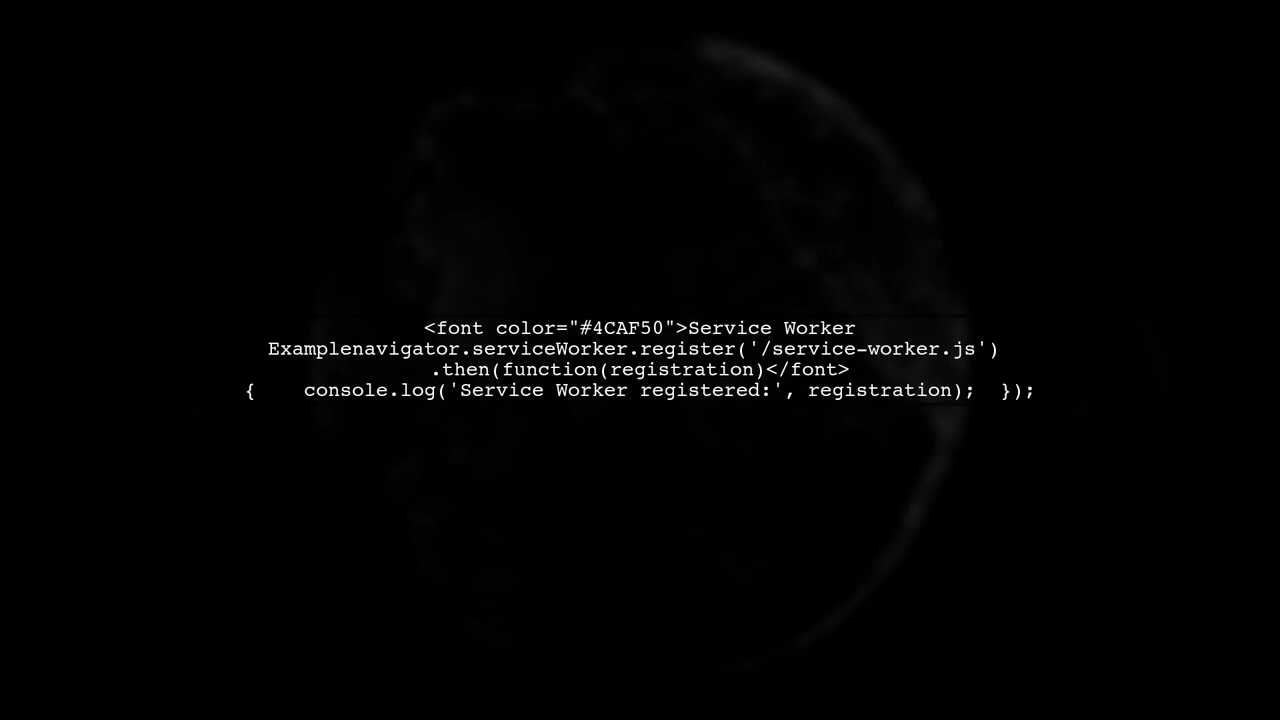 <font color="#4CAF50">Service Worker
Examplenavigator.serviceWorker.register('/service-worker.js')
.then(function(registration)</font>
{    console.log('Service Worker registered:', registration);  });